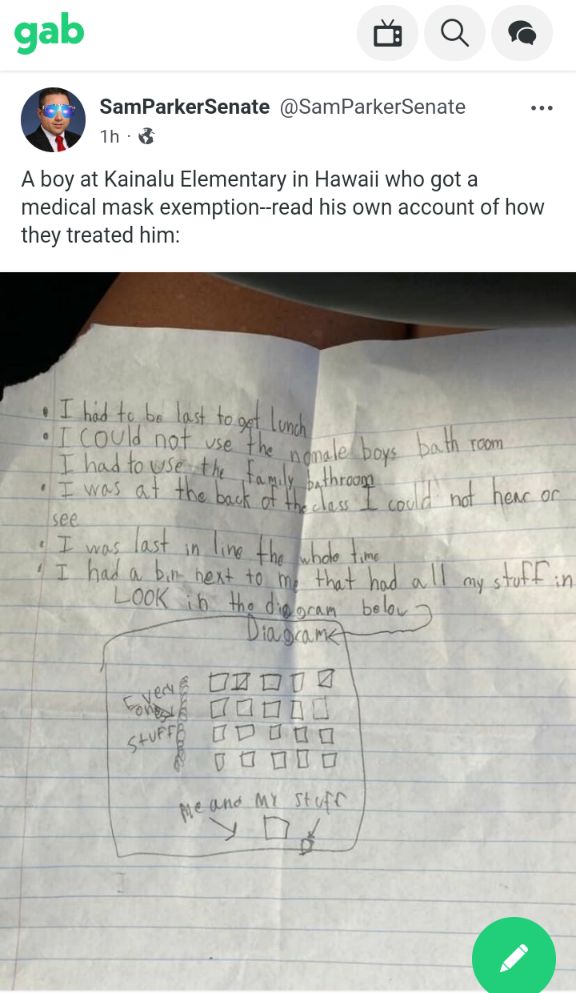 gab
SamParkerSenate @SamParkerSenate
1h ·
A boy at Kainalu Elementary in Hawaii who got a
medical mask exemption--read his own account of how
they treated him:
• I had to be last to get lunch
• I COULD not use the nomale boys bath room
I had to use the family bathroom
• I was at the back of the class I could not hear or
see
• I was last in line the whole time
• I had a bin next to me that had all my stuff in
LOOK in the diagram below
Diagram
Every
ones
Stuff
Me and MY stuff